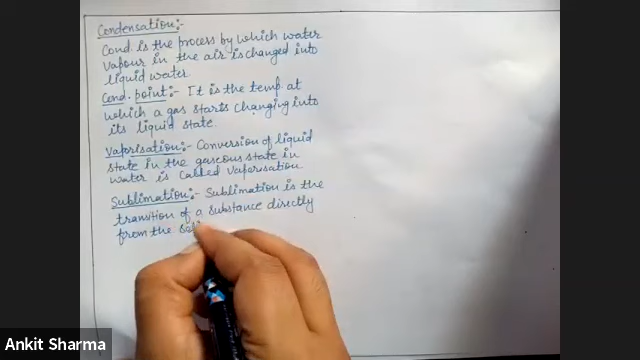 Condensation:-
Cond. is the process by which water
vapour in the air is changed into
liquid water
Cond. point:- It is the temp. at
which a gas starts changing into
its liquid state.
Vaporisation:- Conversion of liquid
state in the gaseous state in
water is called vaporisation
Sublimation:- Sublimation is the
transition of a substance directly
from the
Ankit Sharma